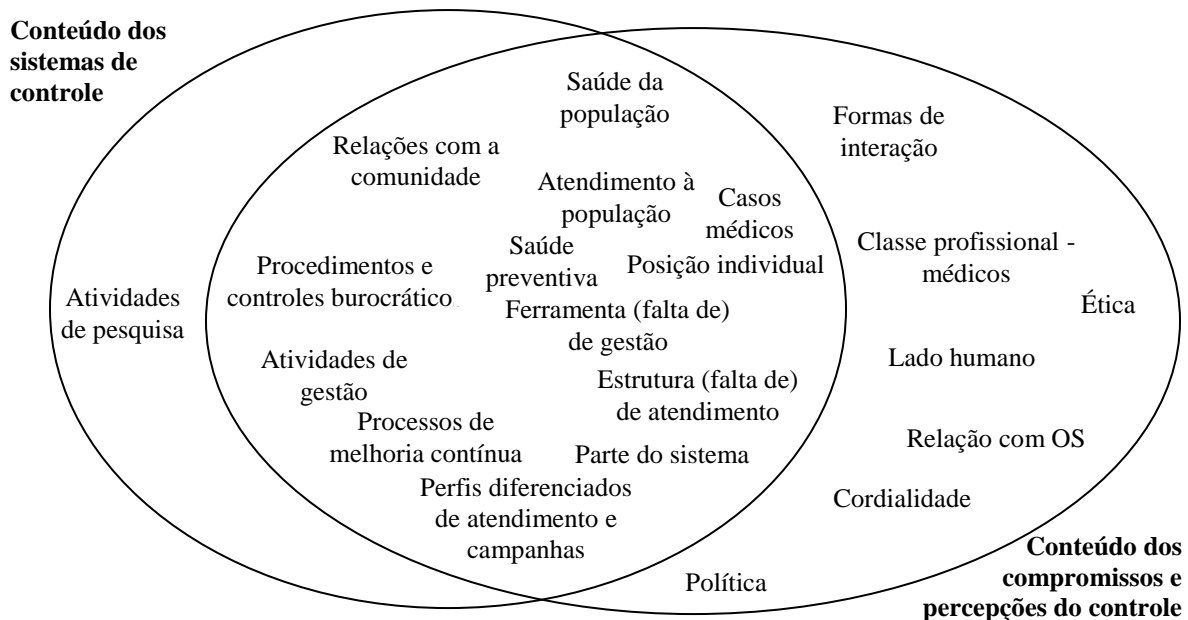 Conteúdo dos
sistemas de
controle
Saúde da
população
Formas de
interação
Relações com a
comunidade
Atendimento à
população
Casos
médicos
Saúde
preventiva
Posição individual
Classe profissional -
médicos
Procedimentos e
controles burocrático
Atividades
de pesquisa
Ética
Ferramenta (falta de)
de gestão
Atividades de
gestão
Lado humano
Estrutura (falta de)
de atendimento
Processos de
melhoria contínua
Parte do sistema
Relação com OS
Perfis diferenciados
de atendimento e
campanhas
Cordialidade
Política
Conteúdo dos
compromissos e
percepções do controle